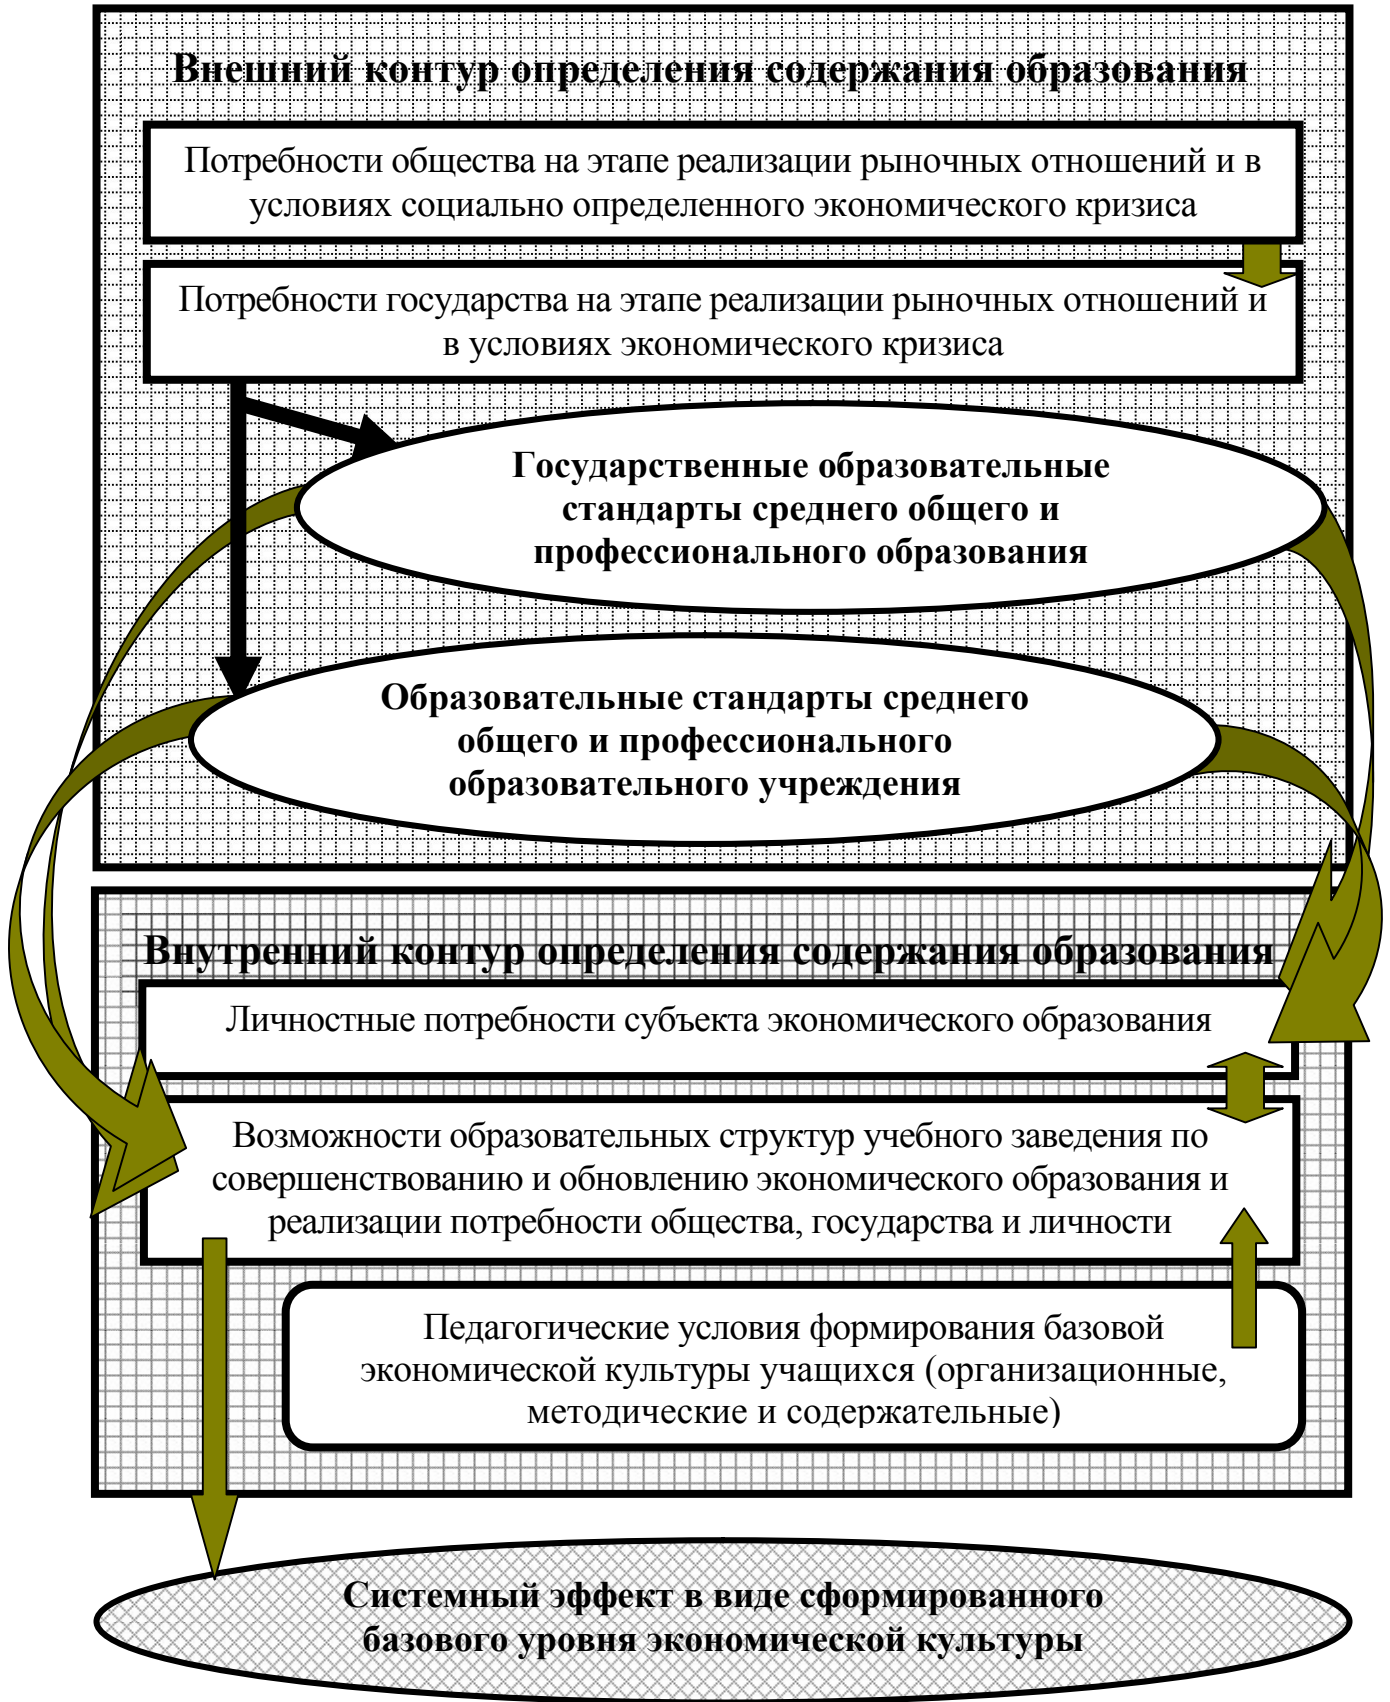 Внешний контур определения содержания образования
Потребности общества на этапе реализации рыночных отношений и в
условиях социально определенного экономического кризиса
Потребности государства на этапе реализации рыночных отношений и
в условиях экономического кризиса
Государственные образовательные
стандарты среднего общего и
профессионального образования
Образовательные стандарты среднего
общего и профессионального
образовательного учреждения
Внутренний контур определения содержания образования
Личностные потребности субъекта экономического образования
Возможности образовательных структур учебного заведения по
совершенствованию и обновлению экономического образования и
реализации потребности общества, государства и личности
Педагогические условия формирования базовой
экономической культуры учащихся (организационные,
методические и содержательные)
Системный эффект в виде сформированного
базового уровня экономической культуры